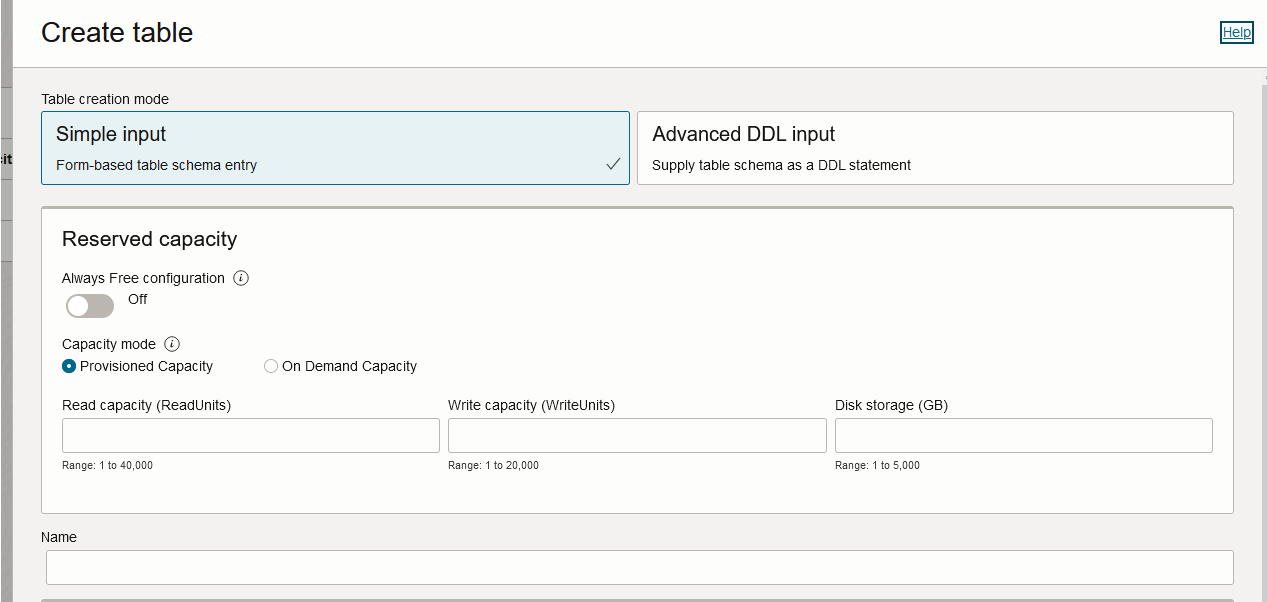 Create table
Help
Table creation mode
Simple input
Form-based table schema entry
Advanced DDL input
Supply table schema as a DDL statement
Reserved capacity
Always Free configuration
Off
Capacity mode
Provisioned Capacity
On Demand Capacity
Read capacity (ReadUnits)
Write capacity (WriteUnits)
Disk storage (GB)
Range: 1 to 40,000
Range: 1 to 20,000
Range: 1 to 5,000
Name